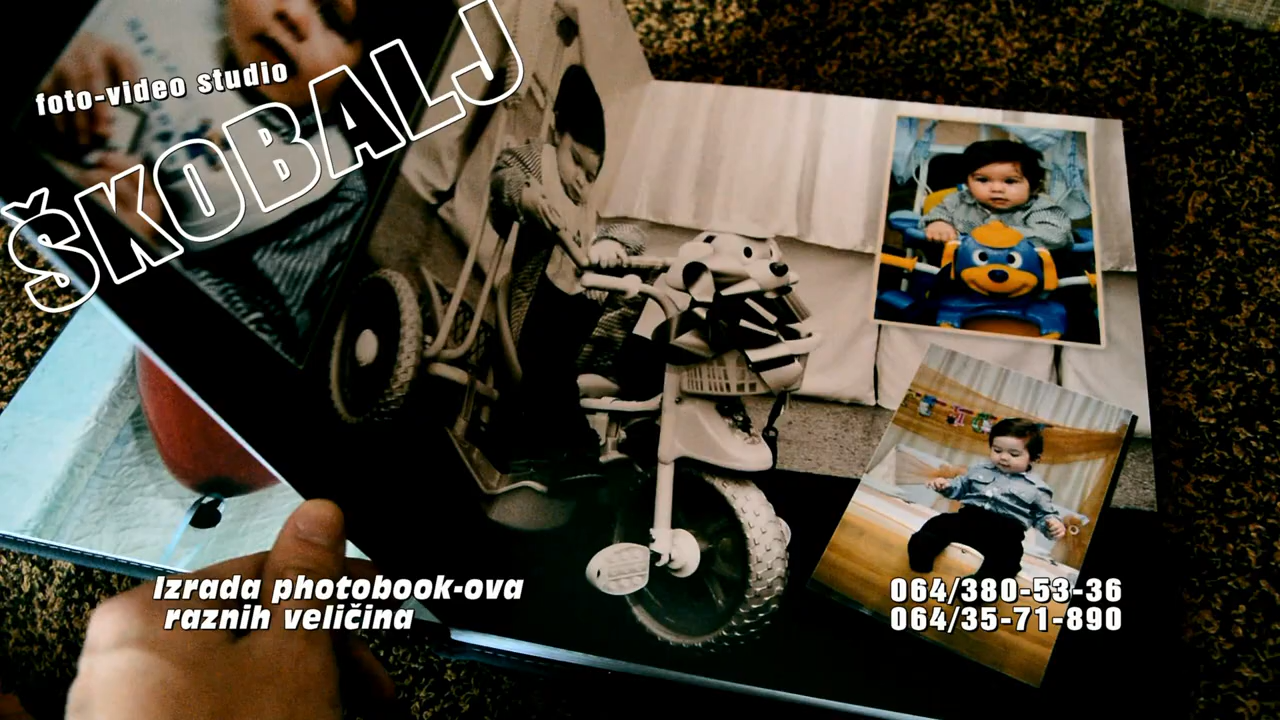 foto-video studio
ŠKOBALJ
Izrada photobook-ova
raznih veličina
064/380-53-36
064/35-71-890